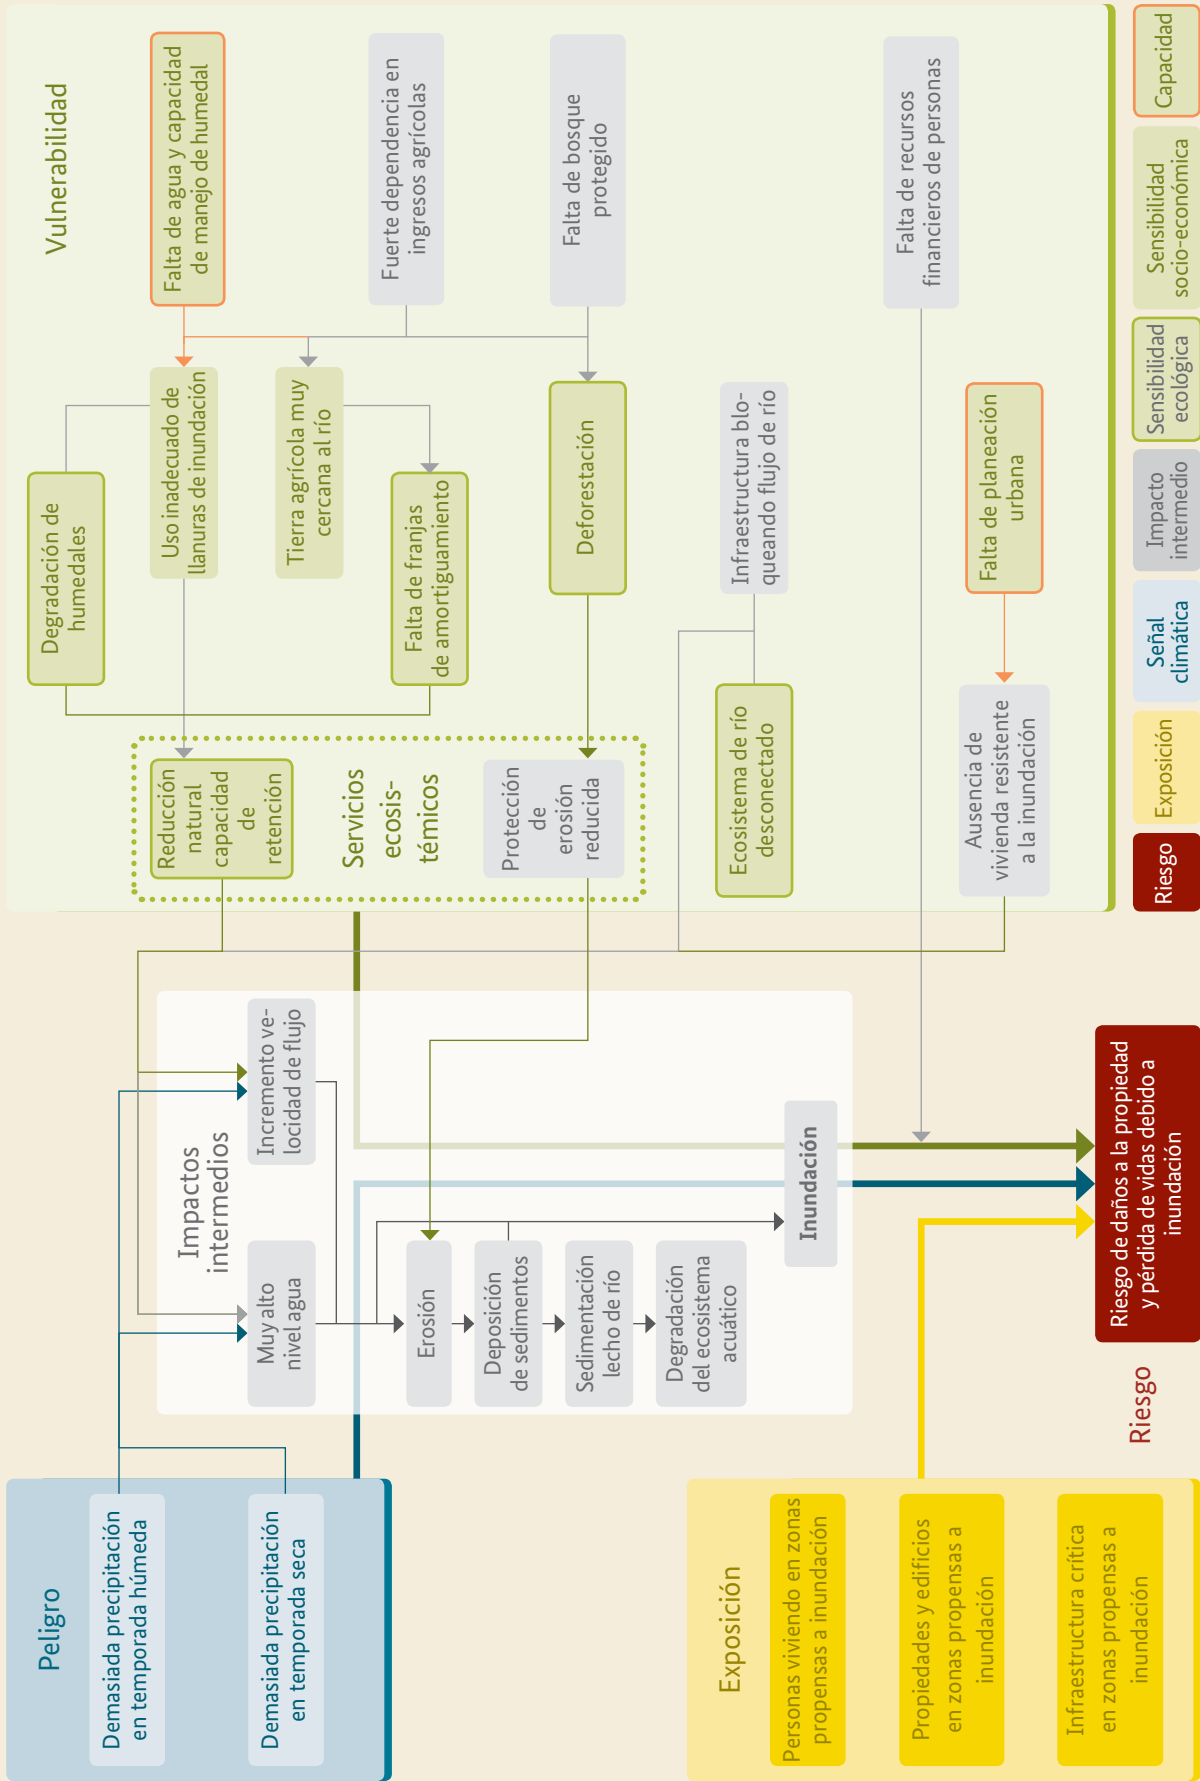 Peligro
Demasiada precipitación
en temporada húmeda
Demasiada precipitación
en temporada seca
Impactos
intermedios
Muy alto
nivel agua
Incremento ve-
locidad de flujo
Erosión
Deposición
de sedimentos
Sedimentación
lecho de río
Degradación
del ecosistema
acuático
Inundación
Vulnerabilidad
Servicios
ecosis-
témicos
Reducción
natural
capacidad
de
retención
Protección
de
erosión
reducida
Degradación de
humedales
Uso inadecuado de
llanuras de inundación
Tierra agrícola muy
cercana al río
Falta de franjas
de amortiguamiento
Deforestación
Falta de agua y capacidad
de manejo de humedal
Fuerte dependencia en
ingresos agrícolas
Falta de bosque
protegido
Ecosistema de río
desconectado
Infraestructura blo-
queando flujo de río
Falta de recursos
financieros de personas
Ausencia de
vivienda resistente
a la inundación
Falta de planeación
urbana
Exposición
Personas viviendo en zonas
propensas a inundación
Propiedades y edificios
en zonas propensas a
inundación
Infraestructura crítica
en zonas propensas a
inundación
Riesgo
Riesgo de daños a la propiedad
y pérdida de vidas debido a
inundación
Riesgo
Exposición
Señal
climática
Impacto
intermedio
Sensibilidad
ecológica
Sensibilidad
socio-económica
Capacidad